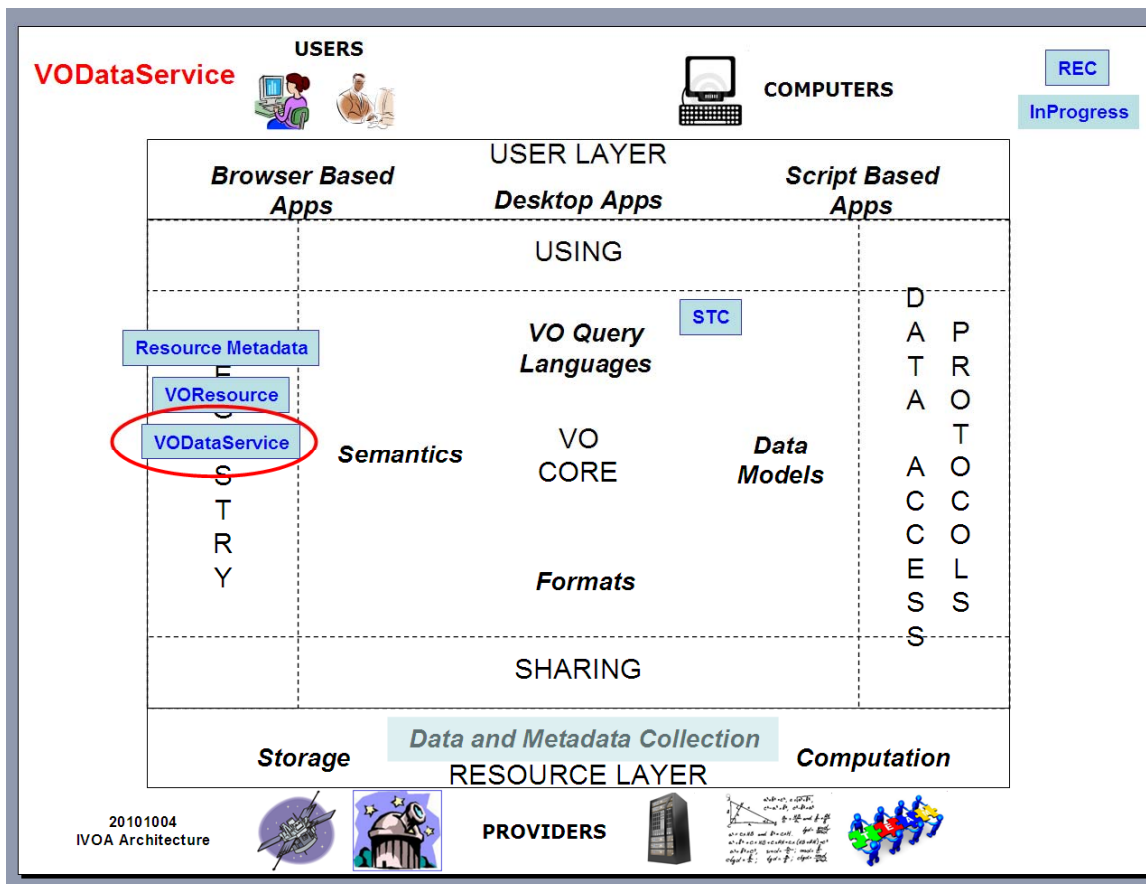 VODataService
USERS
COMPUTERS
REC
InProgress
USER LAYER
Browser Based
Apps
Desktop Apps
Script Based
Apps
USING
STC
VO Query
Languages
Resource Metadata
E
VOResource
VODataService
S
T
R
Y
Semantics
VO
CORE
Data
Models
Formats
D
A
T
A
A
C
C
E
S
S
P
R
O
T
O
C
O
L
S
SHARING
Data and Metadata Collection
Storage
Computation
RESOURCE LAYER
20101004
IVOA Architecture
PROVIDERS